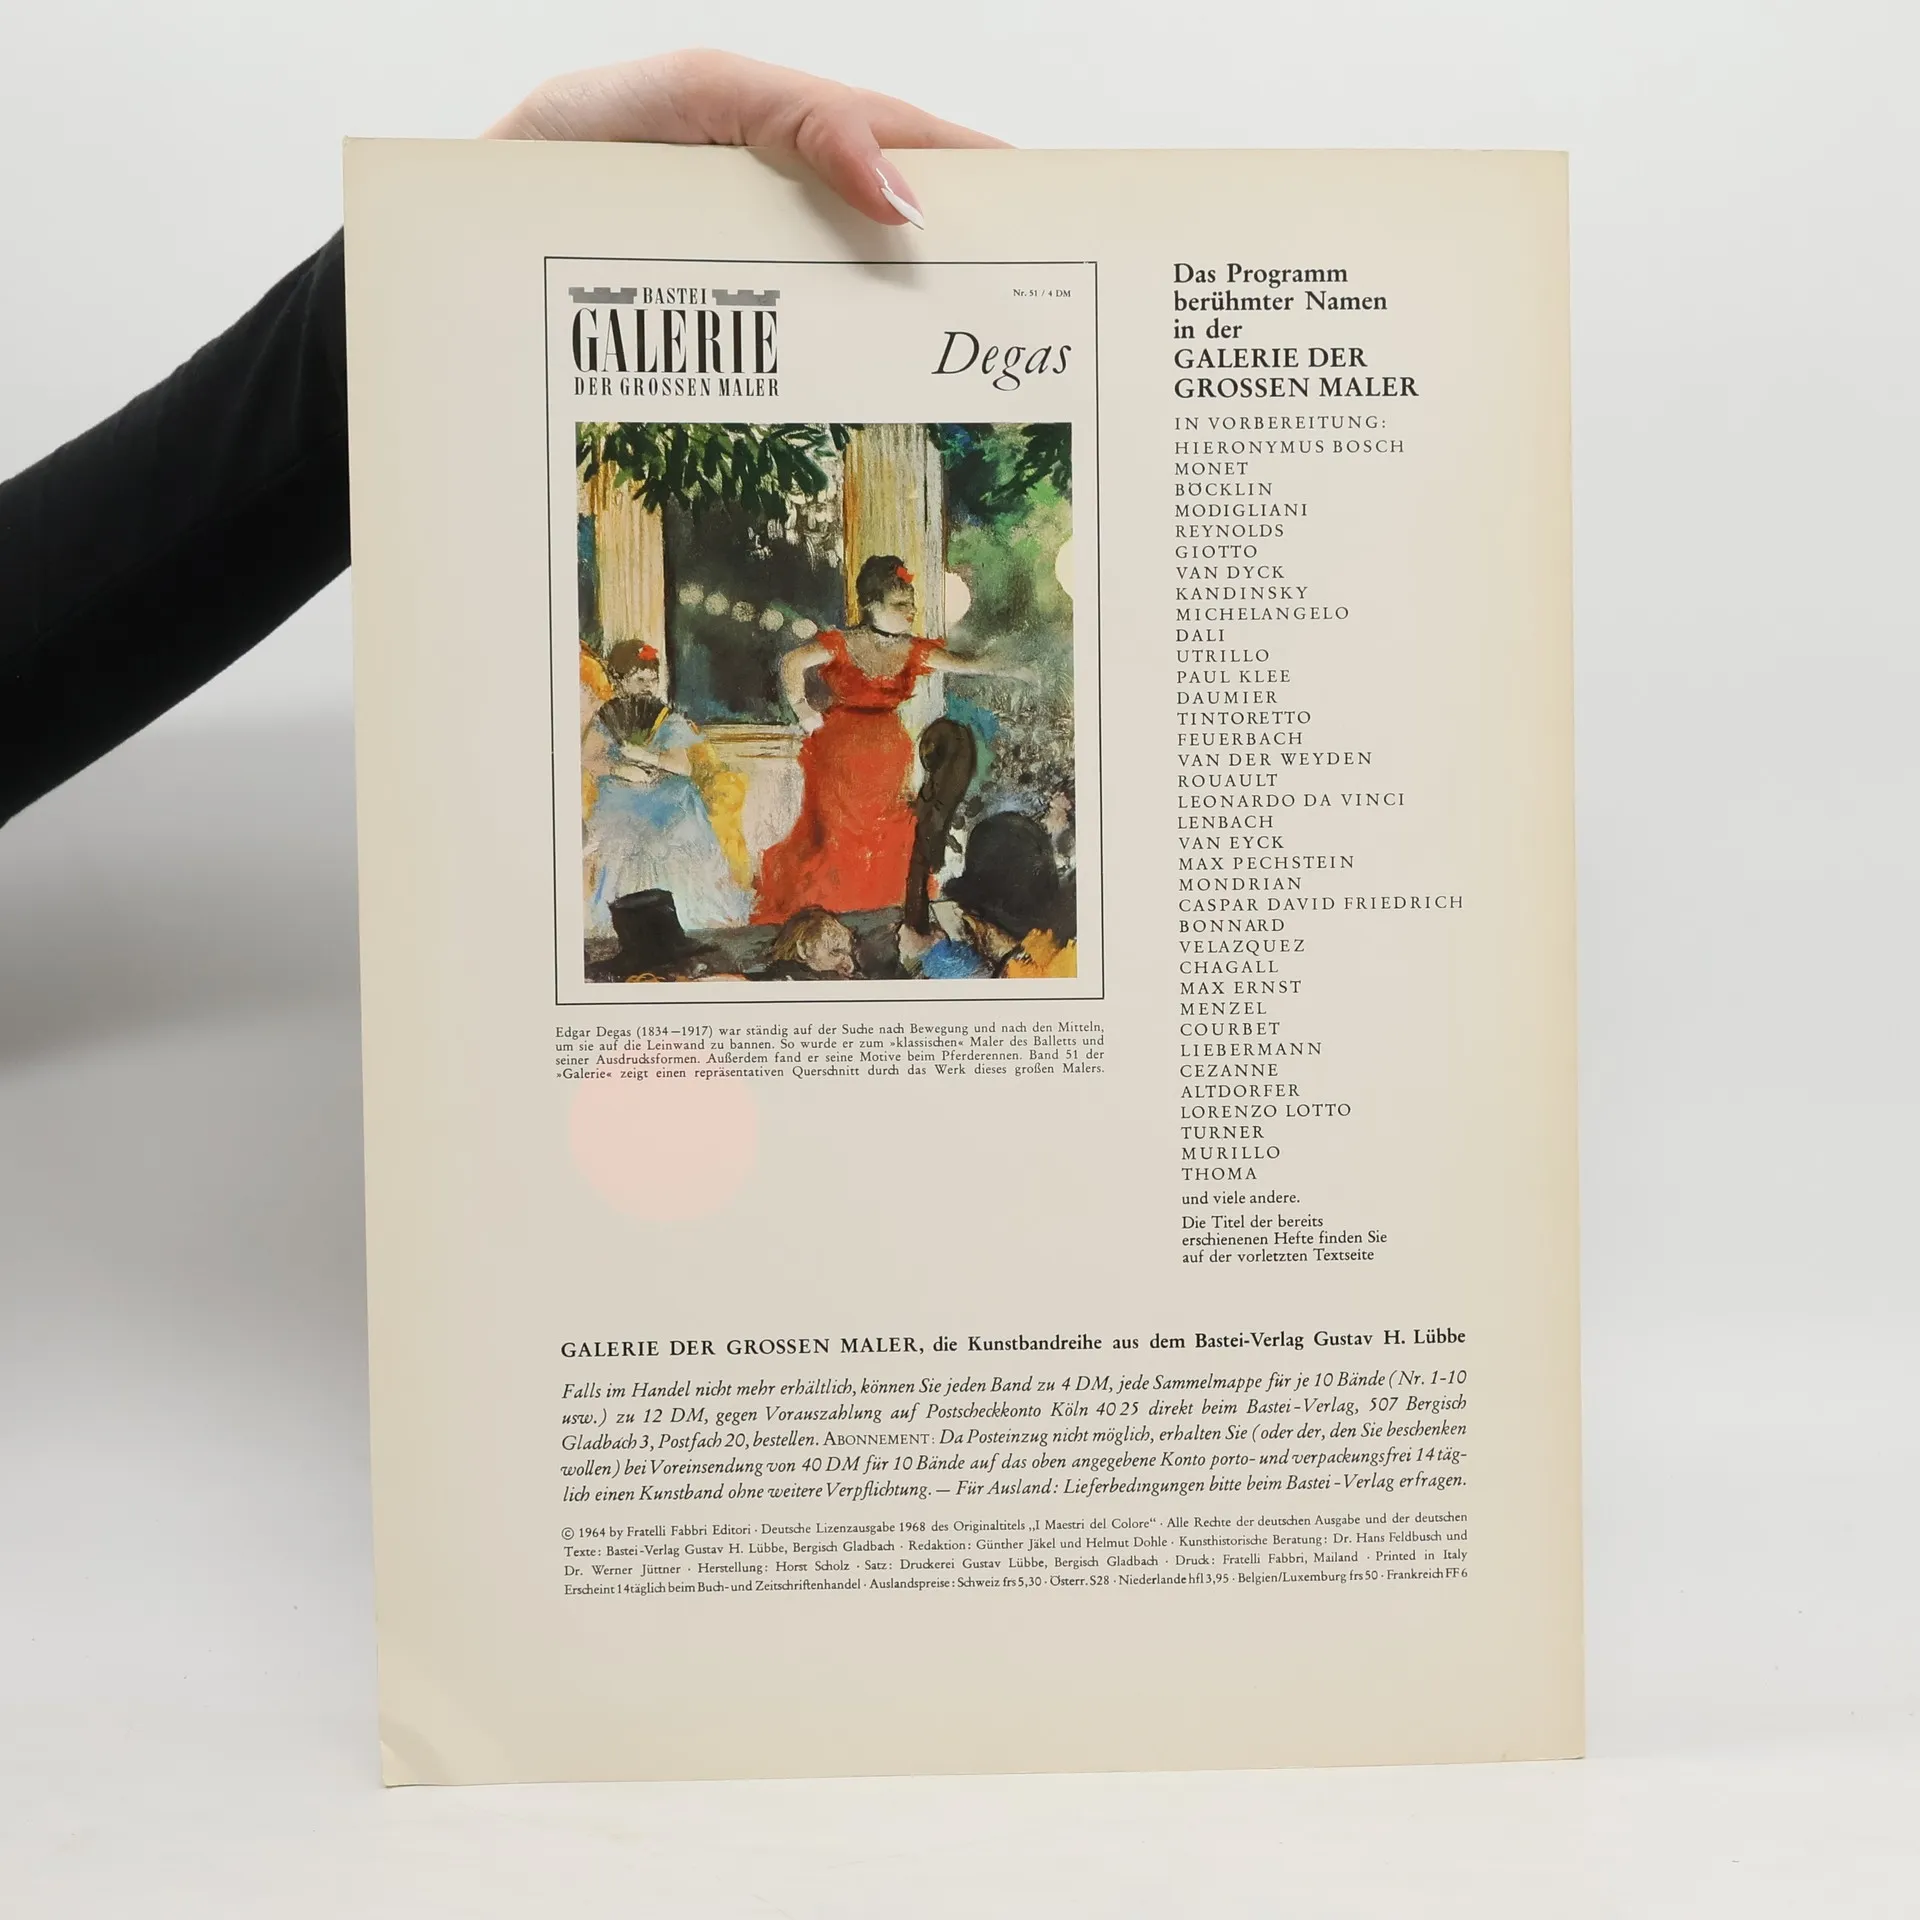 BASTEI
GALERIE
DER GROSSEN MALER
Nr. 51 / 4 DM
Degas
Edgar Degas (1834—1917) war ständig auf der Suche nach Bewegung und nach den Mitteln,
um sie auf die Leinwand zu bannen. So wurde er zum »klassischen« Maler des Balletts und
seiner Ausdrucksformen. Außerdem fand er seine Motive beim Pferderennen. Band 51 der
»Galerie« zeigt einen repräsentativen Querschnitt durch das Werk dieses großen Malers.
Das Programm
berühmter Namen
in der
GALERIE DER
GROSSEN MALER
IN VORBEREITUNG:
HIERONYMUS BOSCH
MONET
BÖCKLIN
MODIGLIANI
REYNOLDS
GIOTTO
VAN DYCK
KANDINSKY
MICHELANGELO
DALI
UTRILLO
PAUL KLEE
DAUMIER
TINTORETTO
FEUERBACH
VAN DER WEYDEN
ROUAULT
LEONARDO DA VINCI
LENBACH
VAN EYCK
MAX PECHSTEIN
MONDRIAN
CASPAR DAVID FRIEDRICH
BONNARD
VELAZQUEZ
CHAGALL
MAX ERNST
MENZEL
COURBET
LIEBERMANN
CEZANNE
ALTDORFER
LORENZO LOTTO
TURNER
MURILLO
THOMA
und viele andere.
Die Titel der bereits
erschienenen Hefte finden Sie
auf der vorletzten Textseite
GALERIE DER GROSSEN MALER, die Kunstbandreihe aus dem Bastei-Verlag Gustav H. Lübbe
Falls im Handel nicht mehr erhältlich, können Sie jeden Band zu 4 DM, jede Sammelmappe für je 10 Bände (Nr. 1-10
usw.) zu 12 DM, gegen Vorauszahlung auf Postscheckkonto Köln 40 25 direkt beim Bastei-Verlag, 507 Bergisch
Gladbach 3, Postfach 20, bestellen. ABONNEMENT: Da Posteinzug nicht möglich, erhalten Sie (oder der, den Sie beschenken
wollen) bei Voreinsendung von 40 DM für 10 Bände auf das oben angegebene Konto porto- und verpackungsfrei 14täg-
lich einen Kunstband ohne weitere Verpflichtung. — Für Ausland: Lieferbedingungen bitte beim Bastei-Verlag erfragen.
© 1964 by Fratelli Fabbri Editori · Deutsche Lizenzausgabe 1968 des Originaltitels „I Maestri del Colore“ · Alle Rechte der deutschen Ausgabe und der deutschen
Texte: Bastei-Verlag Gustav H. Lübbe, Bergisch Gladbach · Redaktion: Günther Jäkel und Helmut Dohle · Kunsthistorische Beratung: Dr. Hans Feldbusch und
Dr. Werner Jüttner · Herstellung: Horst Scholz · Satz: Druckerei Gustav Lübbe, Bergisch Gladbach · Druck: Fratelli Fabbri, Mailand · Printed in Italy
Erscheint 14täglich beim Buch- und Zeitschriftenhandel · Auslandspreise: Schweiz frs 5,30 · Österr. S 28 · Niederlande hfl 3,95 · Belgien/Luxemburg frs 50 · Frankreich FF 6